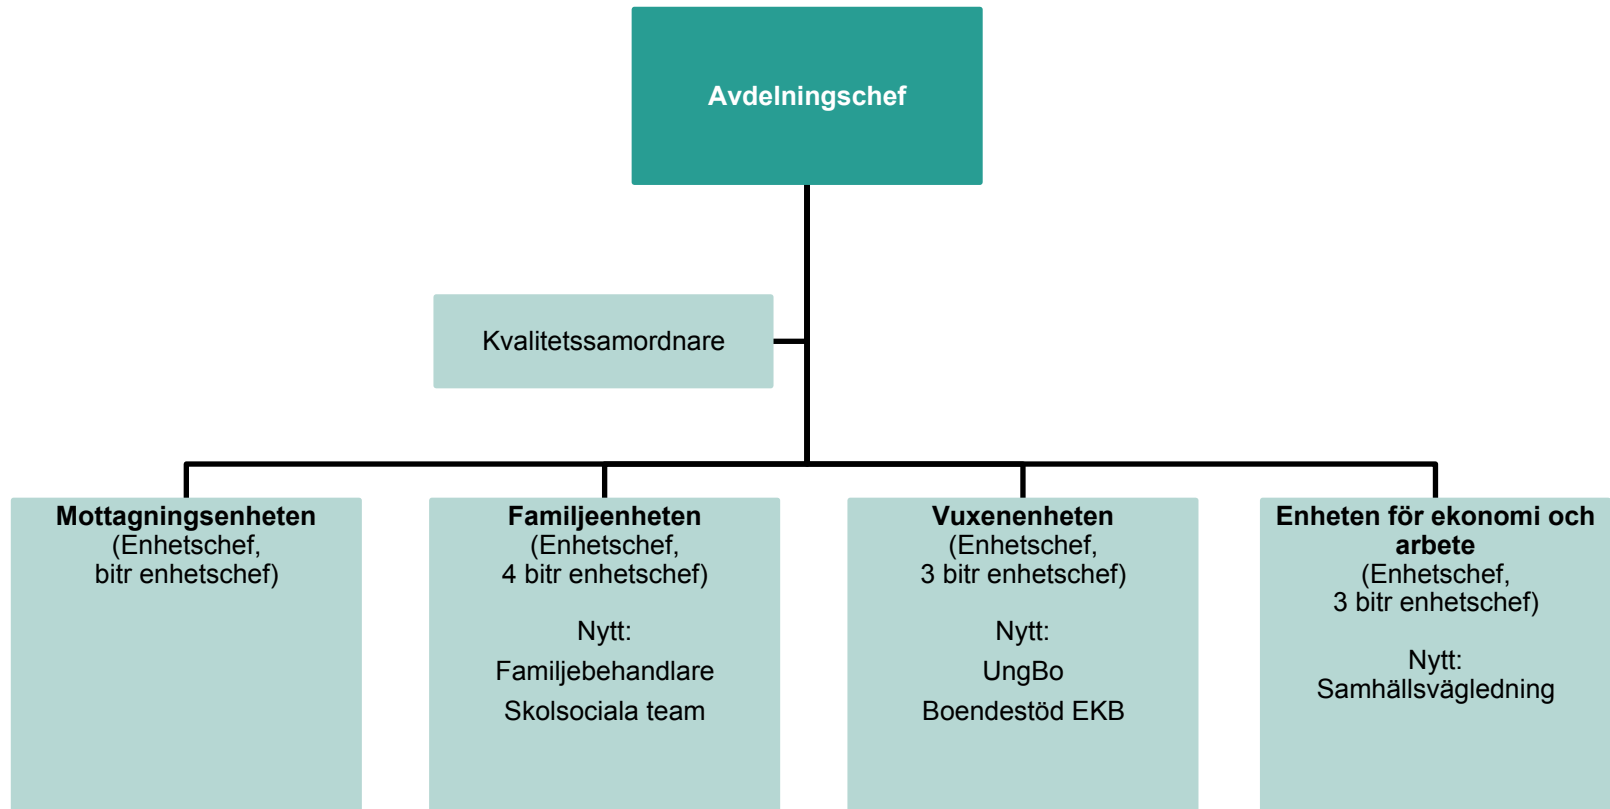 Avdelningschef
Kvalitetssamordnare
Mottagningsenheten
(Enhetschef,
bitr enhetschef)
Familjeenheten
(Enhetschef,
4 bitr enhetschef)
Nytt:
Familjebehandlare
Skolsociala team
Vuxenenheten
(Enhetschef,
3 bitr enhetschef)
Nytt:
UngBo
Boendestöd EKB
Enheten för ekonomi och
arbete
(Enhetschef,
3 bitr enhetschef)
Nytt:
Samhällsvägledning